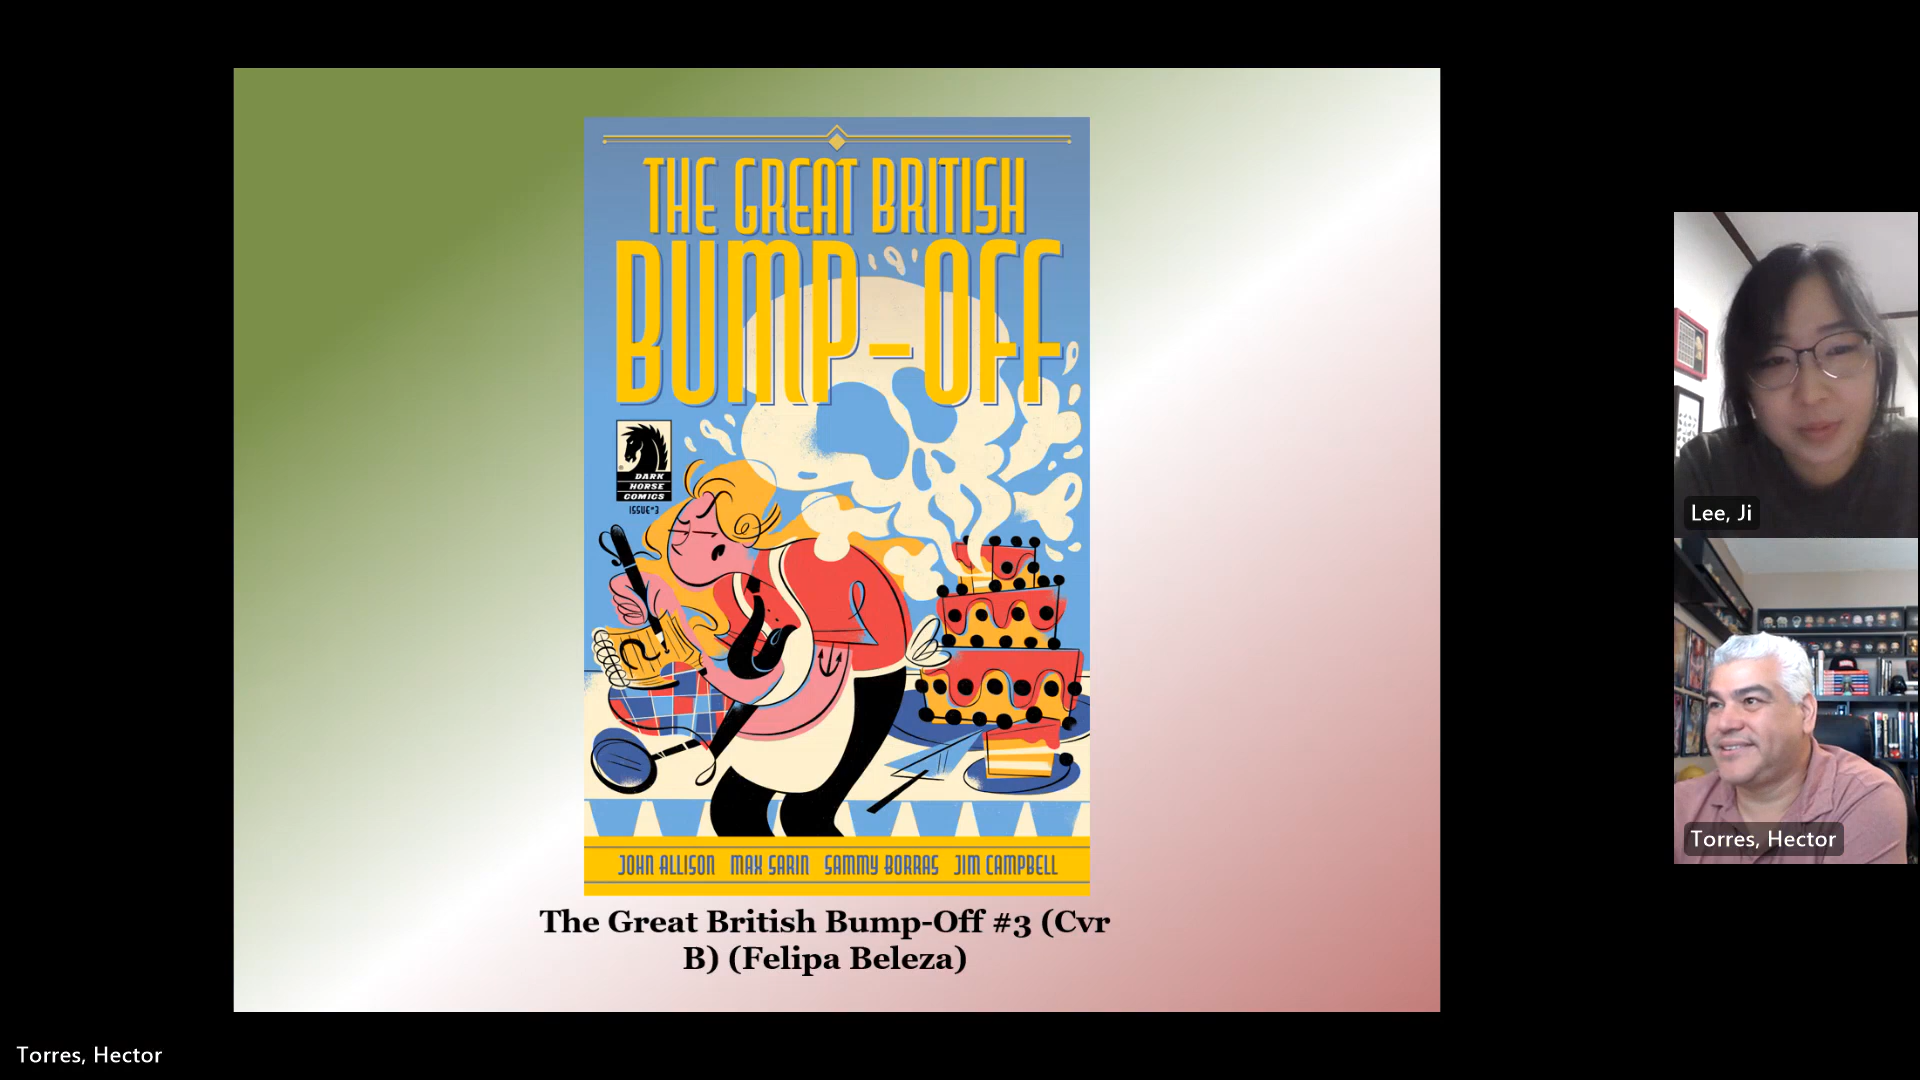 THE GREAT BRITISH
BUMP-OFF
DARK
HORSE
COMICS
ISSUE #3
?!
JOHN ALLISON MAX SARIN SAMMY BORRAS JIM CAMPBELL
The Great British Bump-Off #3 (Cvr
B) (Felipa Beleza)
Lee, Ji
Torres, Hector
Torres, Hector